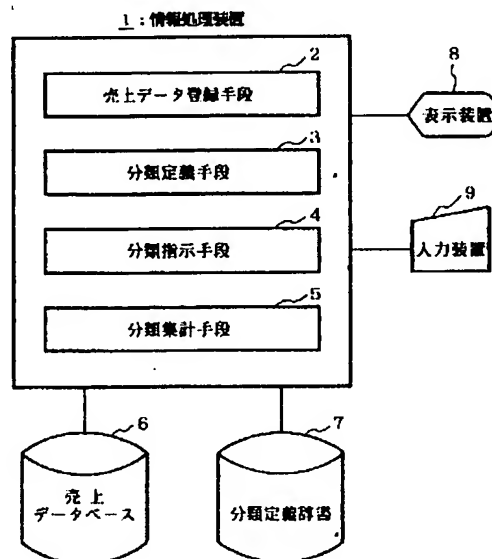 1：情報処理装置
2
売上データ登録手段
3
分類定義手段
4
分類指示手段
5
分類集計手段
8
表示装置
9
入力装置
6
売上
データベース
7
分類定義辞書